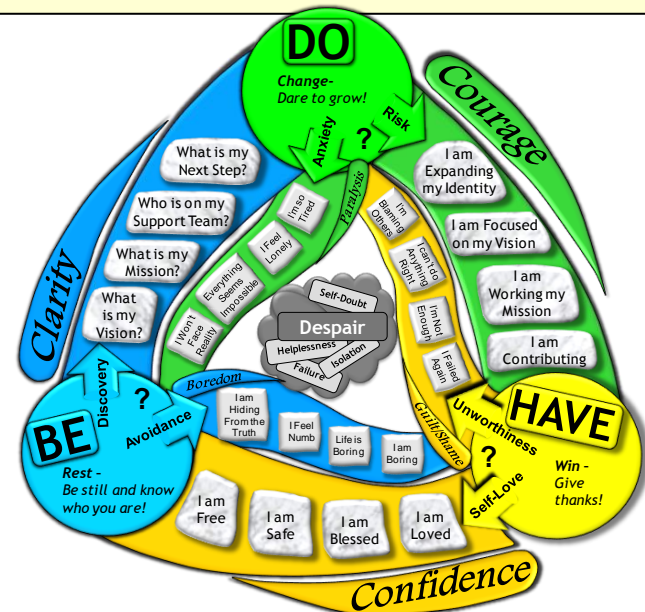 DO
Change-
Dare to grow!
Anxiety
?
Risk
Paralysis
Courage
I am
Expanding
my Identity
I am Focused
on my Vision
I am
Working my
Mission
I am
Contributing
Clarity
What is my
Next Step?
Who is on my
Support Team?
What is my
Mission?
What
is my
Vision?
I'm so
Tired
I Feel
Lonely
Everything
Seems
Impossible
I Won't
Face
Reality
I'm
Blaming
Others
I can't do
Anything
Right
I'm Not
Enough
I Failed
Again
Self-Doubt
Despair
Helplessness
Isolation
Failure
BE
Discovery
?
Avoidance
Rest -
Be still and know
who you are!
Boredom
I am
Hiding
From the
Truth
I Feel
Numb
Life is
Boring
I am
Boring
Guilt/Shame
HAVE
Unworthiness
?
Self-Love
Win -
Give
thanks!
I am
Free
I am
Safe
I am
Blessed
I am
Loved
Confidence